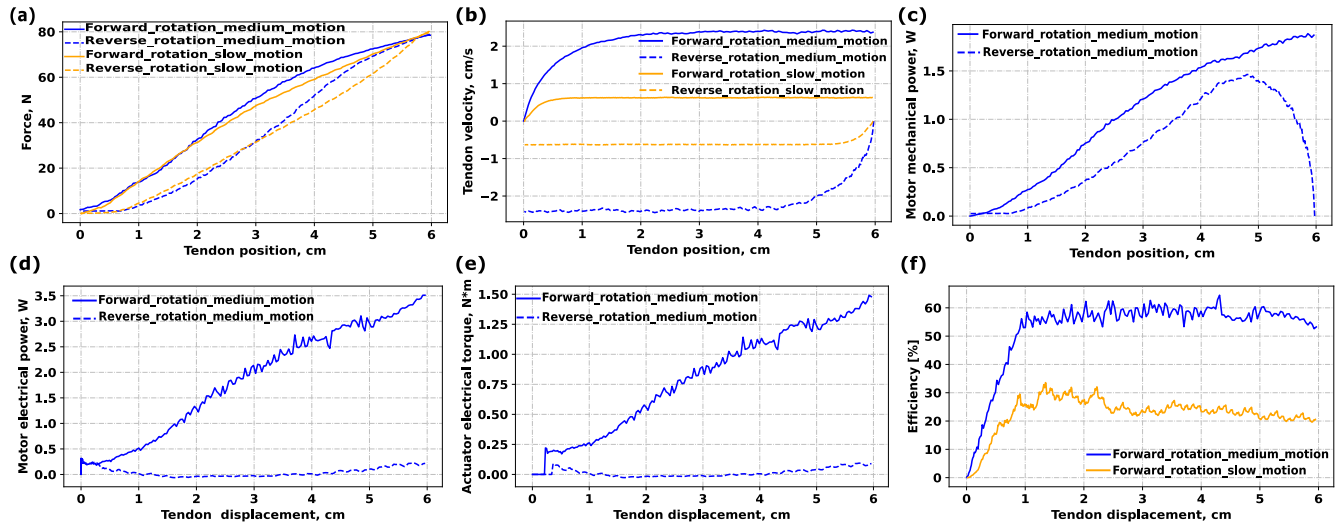 (a)
Forward_rotation_medium_motion
Reverse_rotation_medium_motion
Forward_rotation_slow_motion
Reverse_rotation_slow_motion
Force, N
80
60
40
20
0
0 1 2 3 4 5 6
Tendon position, cm
(b)
Forward_rotation_medium_motion
Reverse_rotation_medium_motion
Forward_rotation_slow_motion
Reverse_rotation_slow_motion
Tendon velocity, cm/s
2
1
0
−1
−2
0 1 2 3 4 5 6
Tendon position, cm
(c)
Forward_rotation_medium_motion
Reverse_rotation_medium_motion
Motor mechanical power, W
1.5
1.0
0.5
0.0
0 1 2 3 4 5 6
Tendon position, cm
(d)
Forward_rotation_medium_motion
Reverse_rotation_medium_motion
Motor electrical power, W
3.5
3.0
2.5
2.0
1.5
1.0
0.5
0.0
0 1 2 3 4 5 6
Tendon displacement, cm
(e)
Forward_rotation_medium_motion
Reverse_rotation_medium_motion
Actuator electrical torque, N*m
1.50
1.25
1.00
0.75
0.50
0.25
0.00
0 1 2 3 4 5 6
Tendon displacement, cm
(f)
Efficiency [%]
60
50
40
30
20
10
0
Forward_rotation_medium_motion
Forward_rotation_slow_motion
0 1 2 3 4 5 6
Tendon displacement, cm